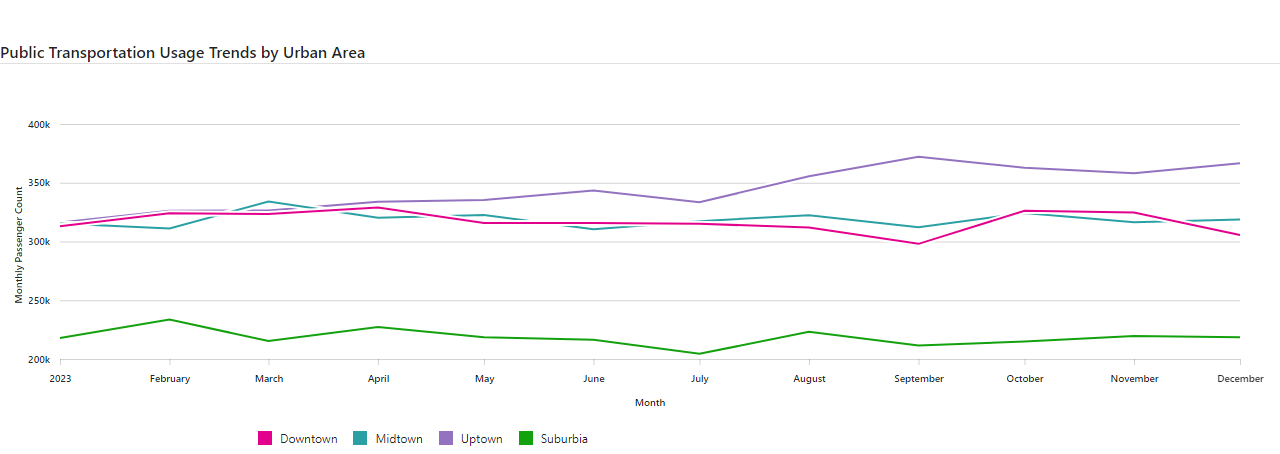 Public Transportation Usage Trends by Urban Area
400k
350k
300k
250k
200k
Monthly Passenger Count
2023 February March April May June July August September October November December
Month
Downtown Midtown Uptown Suburbia